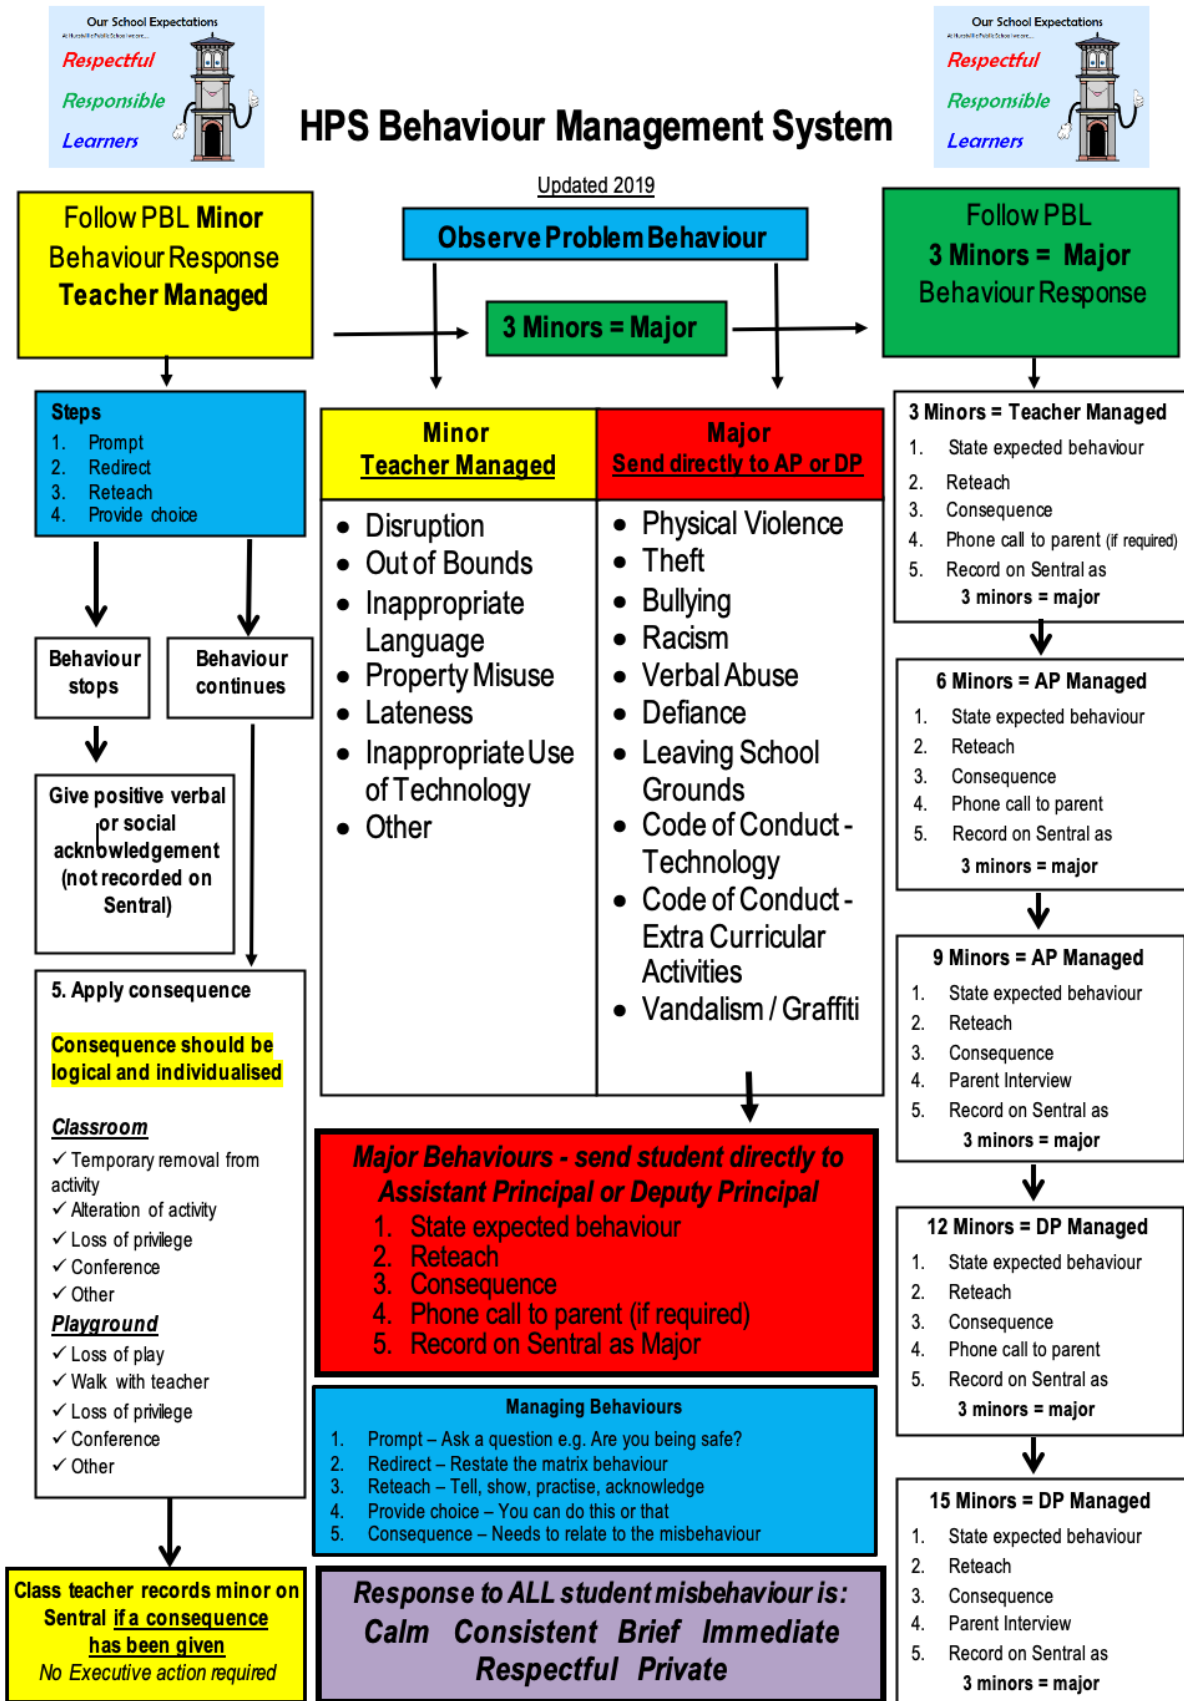 Our School Expectations
At Hurstville Public School we are....
Respectful
Responsible
Learners
HPS Behaviour Management System
Updated 2019
Our School Expectations
At Hurstville Public School we are....
Respectful
Responsible
Learners
Follow PBL Minor
Behaviour Response
Teacher Managed
Observe Problem Behaviour
3 Minors = Major
Follow PBL
3 Minors = Major
Behaviour Response
Steps
1. Prompt
2. Redirect
3. Reteach
4. Provide choice
Behaviour
stops
Behaviour
continues
Give positive verbal
or social
acknowledgement
(not recorded on
Sentral)
5. Apply consequence
Consequence should be
logical and individualised
Classroom
✓ Temporary removal from
activity
✓ Alteration of activity
✓ Loss of privilege
✓ Conference
✓ Other
Playground
✓ Loss of play
✓ Walk with teacher
✓ Loss of privilege
✓ Conference
✓ Other
Class teacher records minor on
Sentral if a consequence
has been given
No Executive action required
Minor
Teacher Managed
• Disruption
• Out of Bounds
• Inappropriate
Language
• Property Misuse
• Lateness
• Inappropriate Use
of Technology
• Other
Major
Send directly to AP or DP
• Physical Violence
• Theft
• Bullying
• Racism
• Verbal Abuse
• Defiance
• Leaving School
Grounds
• Code of Conduct -
Technology
• Code of Conduct -
Extra Curricular
Activities
• Vandalism / Graffiti
Major Behaviours - send student directly to
Assistant Principal or Deputy Principal
1. State expected behaviour
2. Reteach
3. Consequence
4. Phone call to parent (if required)
5. Record on Sentral as Major
Managing Behaviours
1. Prompt – Ask a question e.g. Are you being safe?
2. Redirect – Restate the matrix behaviour
3. Reteach – Tell, show, practise, acknowledge
4. Provide choice – You can do this or that
5. Consequence – Needs to relate to the misbehaviour
Response to ALL student misbehaviour is:
Calm Consistent Brief Immediate
Respectful Private
3 Minors = Teacher Managed
1. State expected behaviour
2. Reteach
3. Consequence
4. Phone call to parent (if required)
5. Record on Sentral as
3 minors = major
6 Minors = AP Managed
1. State expected behaviour
2. Reteach
3. Consequence
4. Phone call to parent
5. Record on Sentral as
3 minors = major
9 Minors = AP Managed
1. State expected behaviour
2. Reteach
3. Consequence
4. Parent Interview
5. Record on Sentral as
3 minors = major
12 Minors = DP Managed
1. State expected behaviour
2. Reteach
3. Consequence
4. Phone call to parent
5. Record on Sentral as
3 minors = major
15 Minors = DP Managed
1. State expected behaviour
2. Reteach
3. Consequence
4. Parent Interview
5. Record on Sentral as
3 minors = major